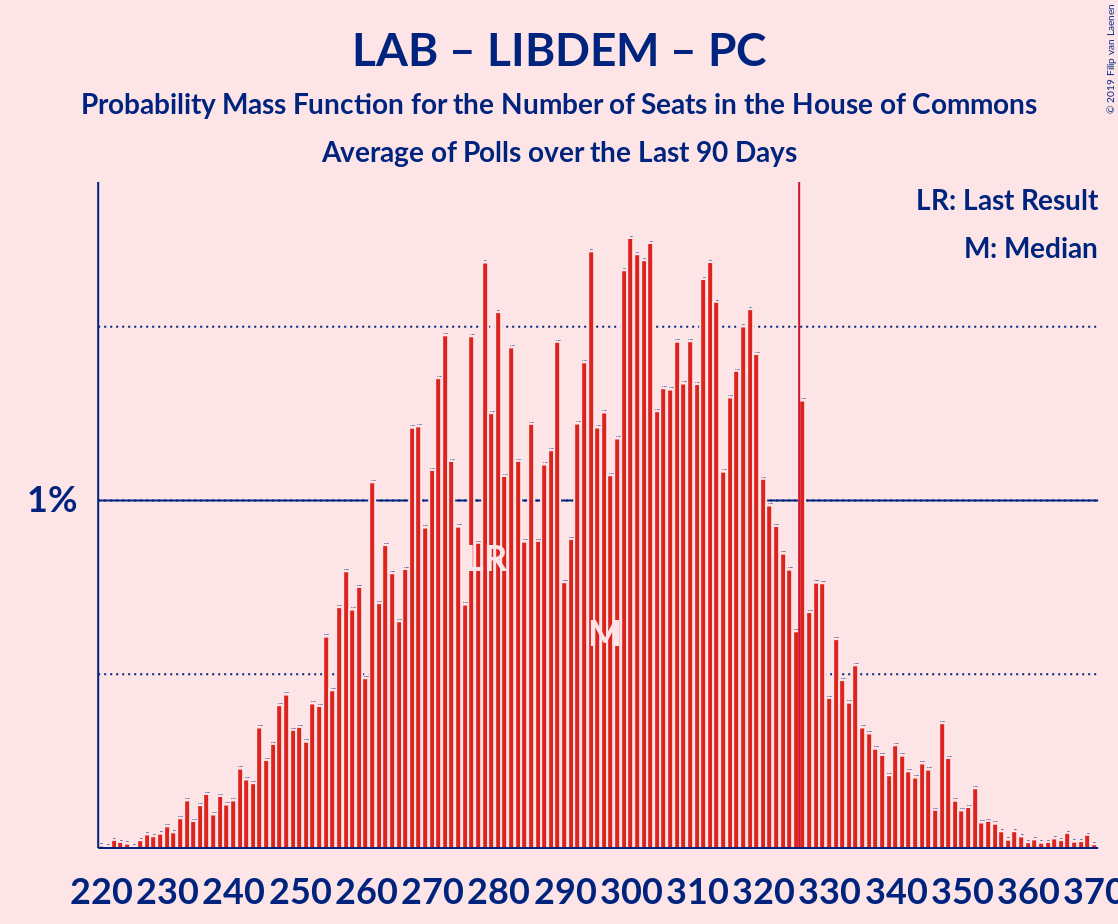 LAB – LIBDEM – PC
Probability Mass Function for the Number of Seats in the House of Commons
Average of Polls over the Last 90 Days
© 2019 Filip van Laenen
LR: Last Result
M: Median
1%
LR
M
220 230 240 250 260 270 280 290 300 310 320 330 340 350 360 370